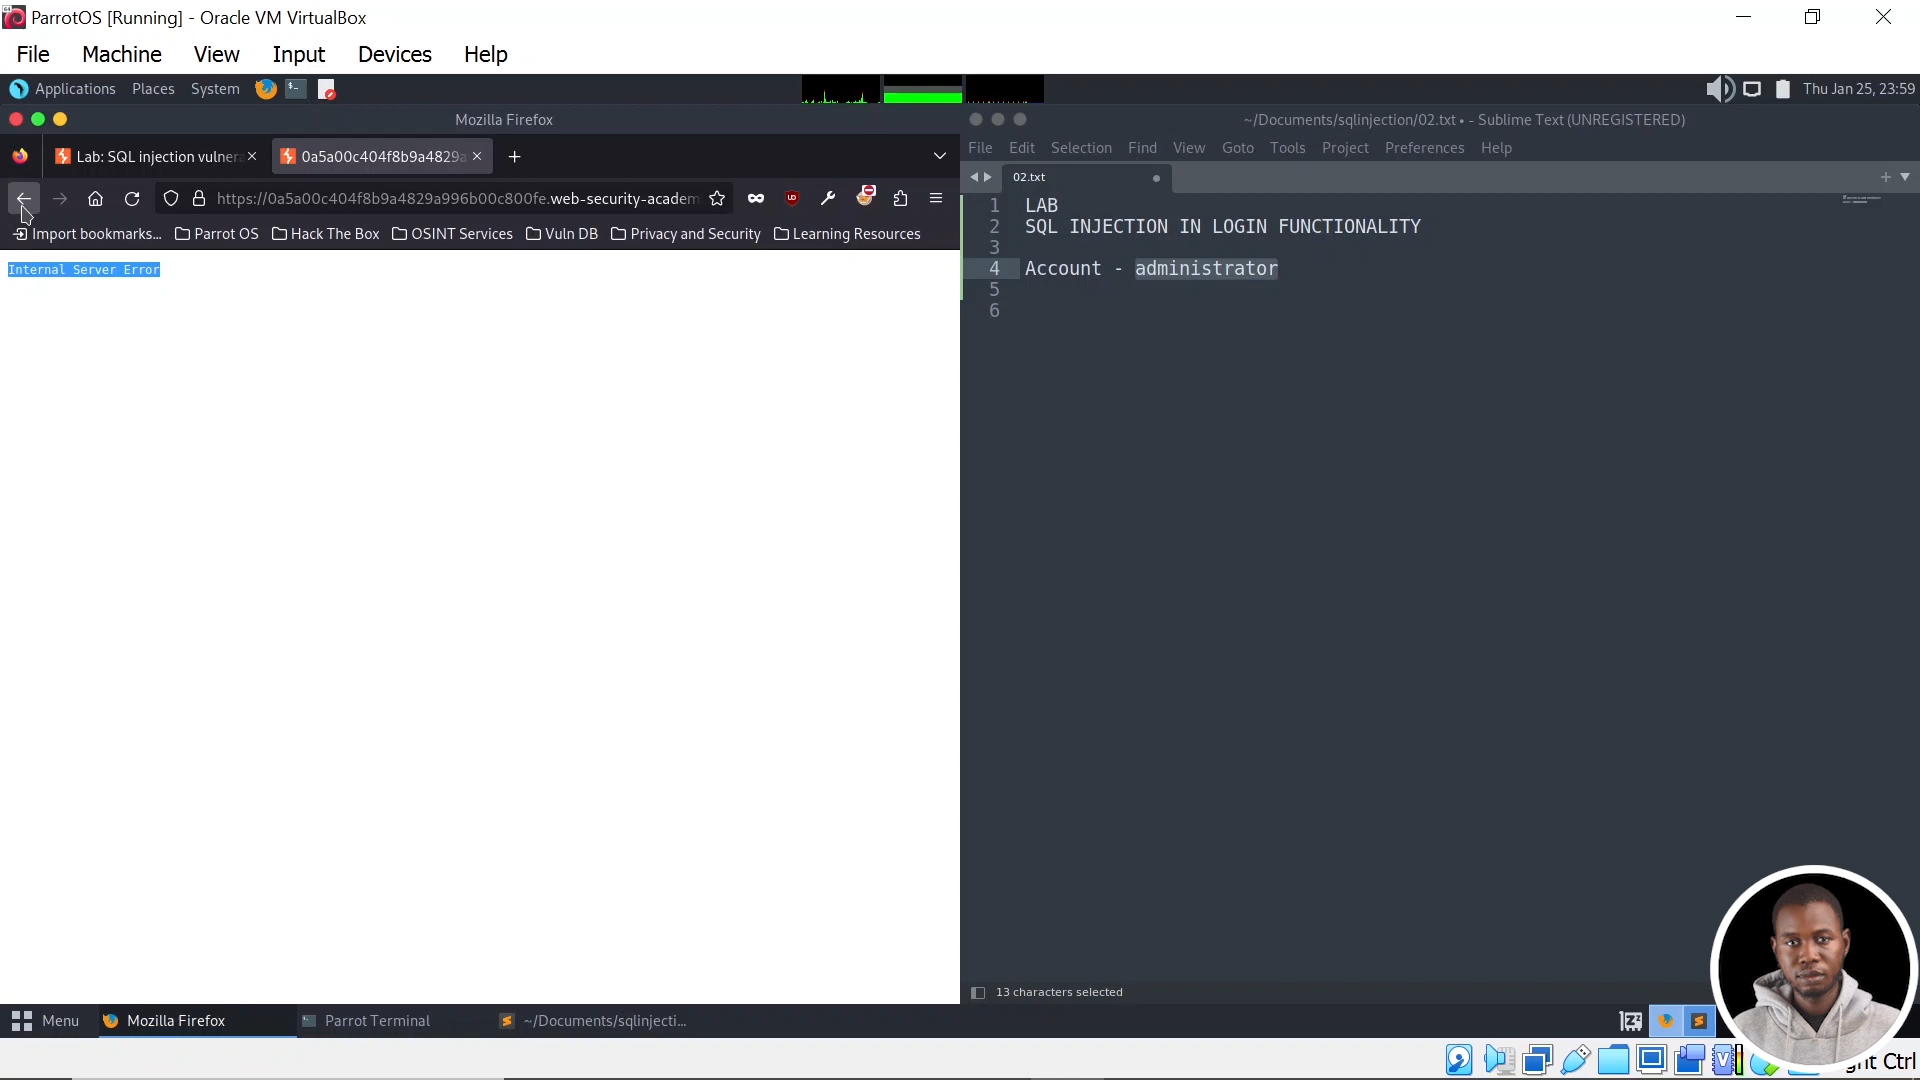 ParrotOS [Running] - Oracle VM VirtualBox
File Machine View Input Devices Help
Applications Places System
Thu Jan 25, 23:59
Mozilla Firefox
Lab: SQL injection vulnera
0a5a00c404f8b9a4829a
https://0a5a00c404f8b9a4829a996b00c800fe.web-security-academ
Import bookmarks... Parrot OS Hack The Box OSINT Services Vuln DB Privacy and Security Learning Resources
Internal Server Error
~/Documents/sqlinjection/02.txt • - Sublime Text (UNREGISTERED)
File Edit Selection Find View Goto Tools Project Preferences Help
02.txt
1 LAB
2 SQL INJECTION IN LOGIN FUNCTIONALITY
3
4 Account - administrator
5
6
13 characters selected
Menu Mozilla Firefox Parrot Terminal ~/Documents/sqlinjecti...
Ctrl